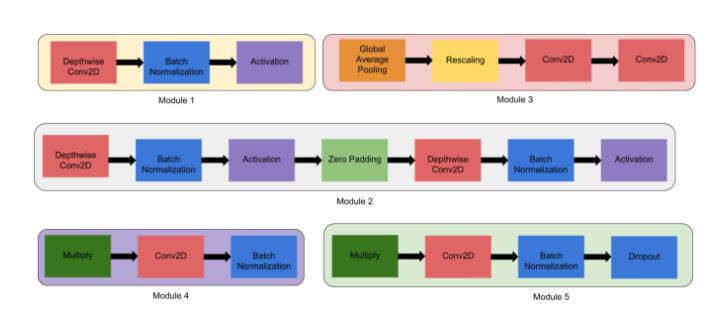 Depthwise
Conv2D
Batch
Normalization
Activation
Module 1
Global
Average
Pooling
Rescaling
Conv2D
Conv2D
Module 3
Depthwise
Conv2D
Batch
Normalization
Activation
Zero Padding
Depthwise
Conv2D
Batch
Normalization
Activation
Module 2
Multiply
Conv2D
Batch
Normalization
Module 4
Multiply
Conv2D
Batch
Normalization
Dropout
Module 5